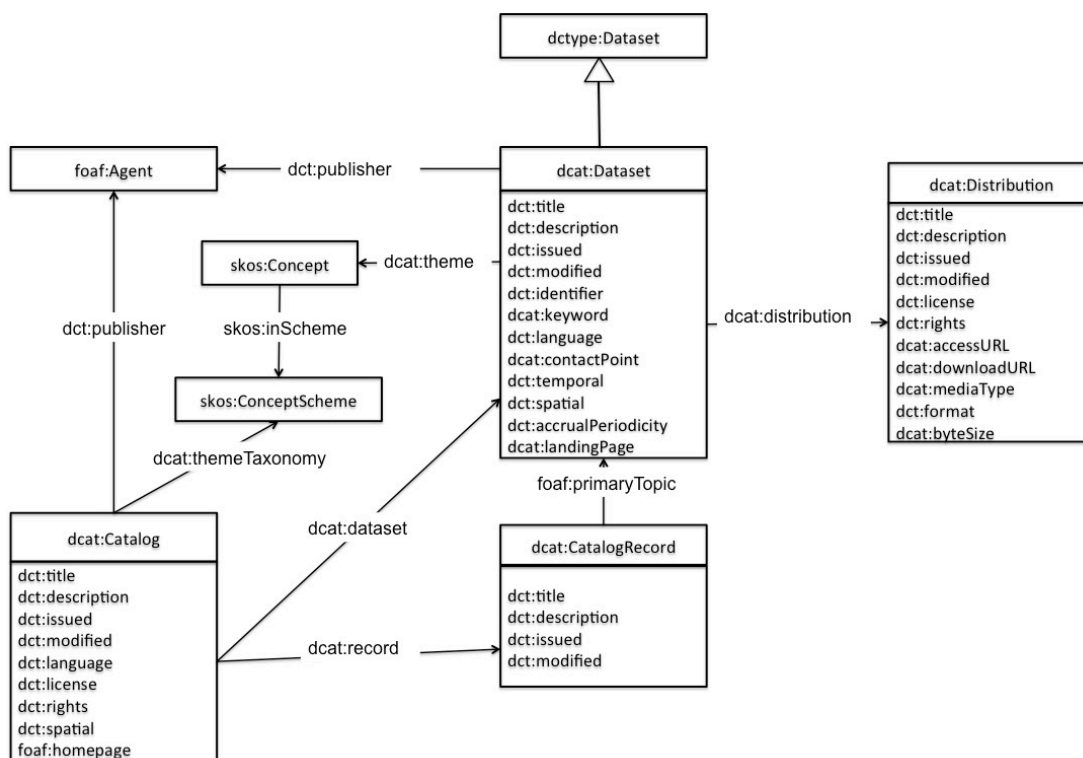 dctype:Dataset
foaf:Agent
dct:publisher
dcat:Dataset
dct:title
dct:description
dct:issued
dct:modified
dct:identifier
dcat:keyword
dct:language
dcat:contactPoint
dct:temporal
dct:spatial
dct:accrualPeriodicity
dcat:landingPage
dcat:Distribution
dct:title
dct:description
dct:issued
dct:modified
dct:license
dct:rights
dcat:accessURL
dcat:downloadURL
dcat:mediaType
dct:format
dcat:byteSize
skos:Concept
dcat:theme
dct:publisher
skos:inScheme
dcat:distribution
skos:ConceptScheme
dcat:themeTaxonomy
foaf:primaryTopic
dcat:dataset
dcat:Catalog
dct:title
dct:description
dct:issued
dct:modified
dct:language
dct:license
dct:rights
dct:spatial
foaf:homepage
dcat:record
dcat:CatalogRecord
dct:title
dct:description
dct:issued
dct:modified